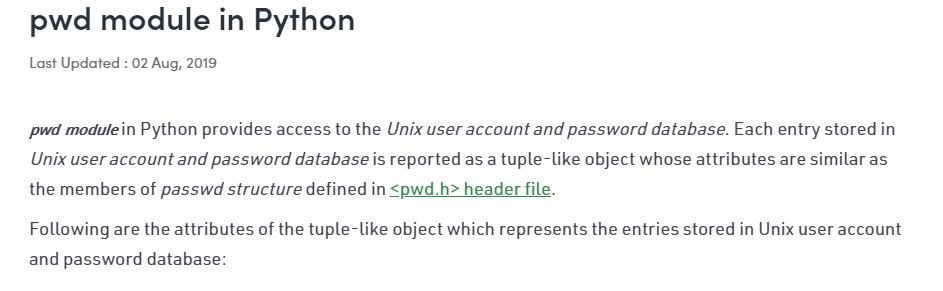 pwd module in Python
Last Updated : 02 Aug, 2019
pwd module in Python provides access to the Unix user account and password database. Each entry stored in
Unix user account and password database is reported as a tuple-like object whose attributes are similar as
the members of passwd structure defined in <pwd.h> header file.
Following are the attributes of the tuple-like object which represents the entries stored in Unix user account
and password database: